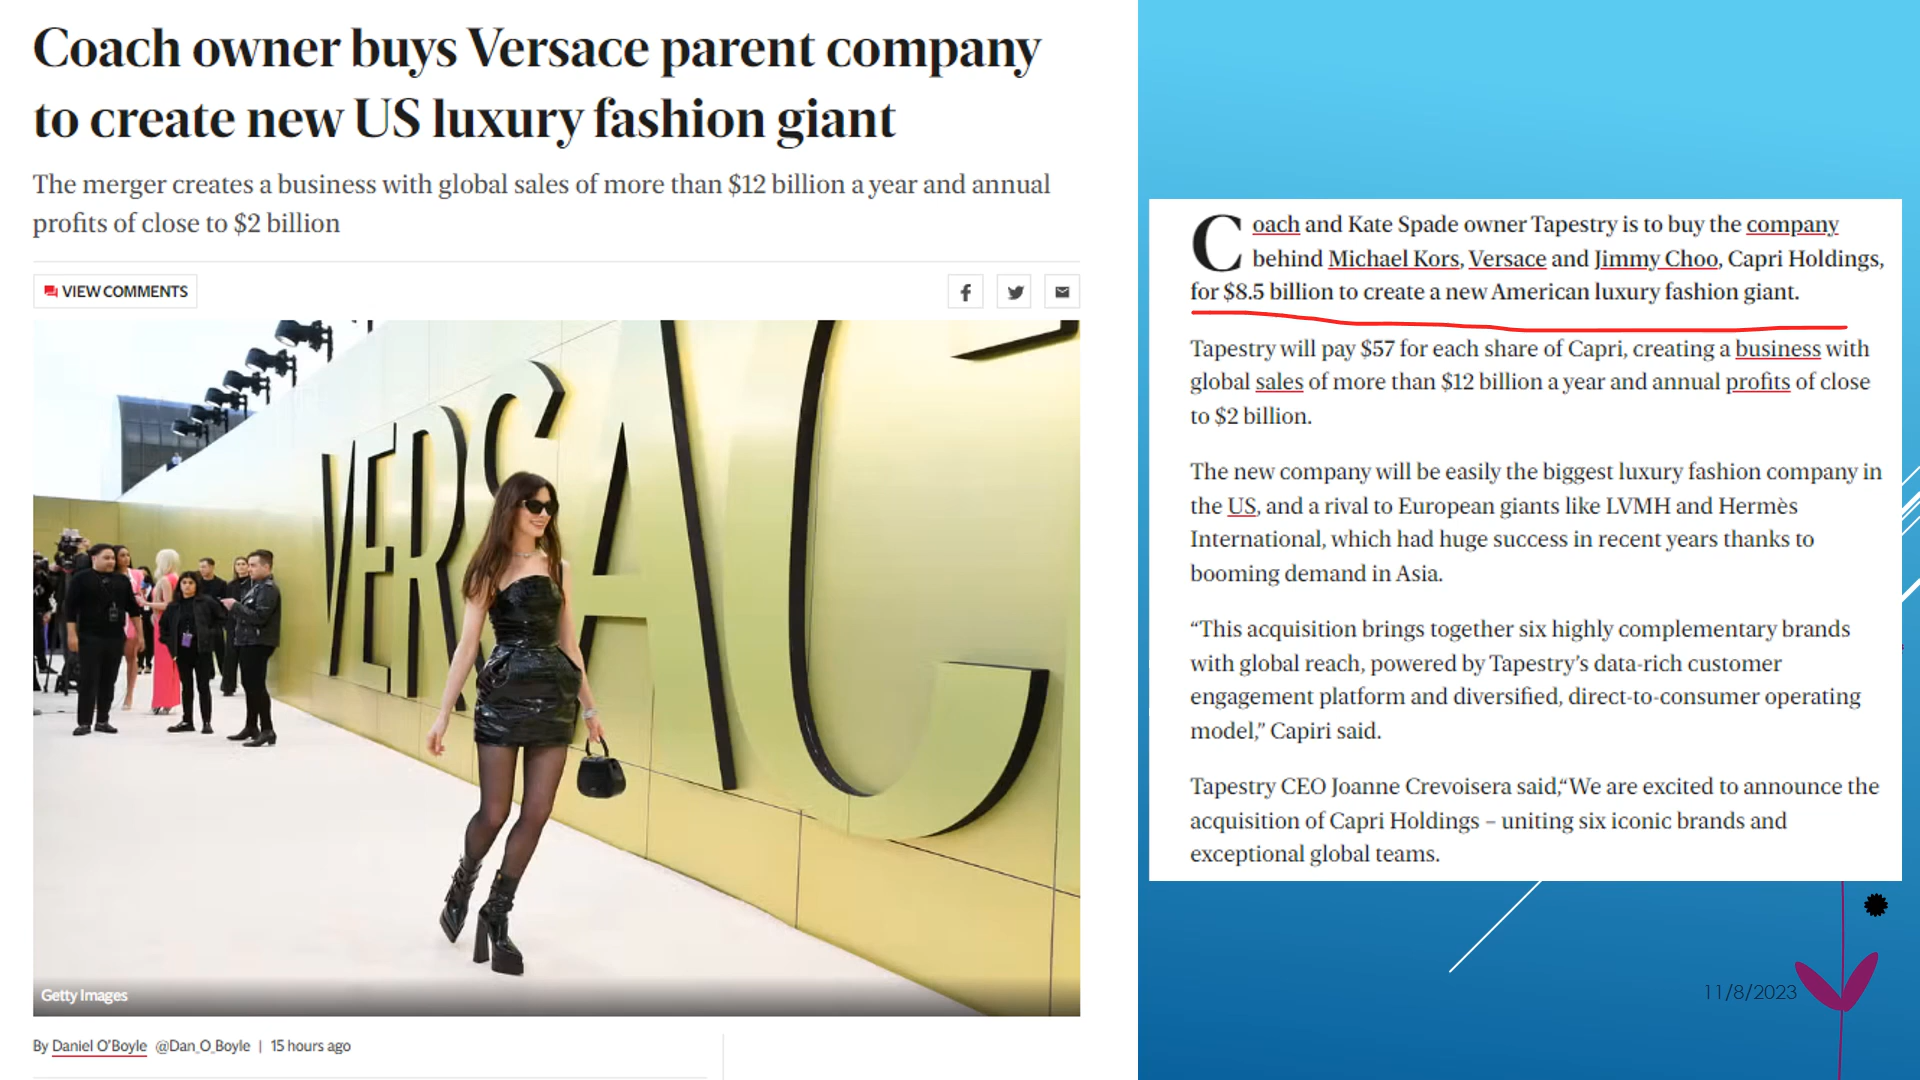 Coach owner buys Versace parent company
to create new US luxury fashion giant
The merger creates a business with global sales of more than $12 billion a year and annual
profits of close to $2 billion
VIEW COMMENTS
VERSAC
Getty Images
By Daniel O'Boyle @Dan_O_Boyle | 15 hours ago
Coach and Kate Spade owner Tapestry is to buy the company
behind Michael Kors, Versace and Jimmy Choo, Capri Holdings,
for $8.5 billion to create a new American luxury fashion giant.
Tapestry will pay $57 for each share of Capri, creating a business with
global sales of more than $12 billion a year and annual profits of close
to $2 billion.
The new company will be easily the biggest luxury fashion company in
the US, and a rival to European giants like LVMH and Hermès
International, which had huge success in recent years thanks to
booming demand in Asia.
“This acquisition brings together six highly complementary brands
with global reach, powered by Tapestry’s data-rich customer
engagement platform and diversified, direct-to-consumer operating
model,” Capiri said.
Tapestry CEO Joanne Crevoisera said,“We are excited to announce the
acquisition of Capri Holdings – uniting six iconic brands and
exceptional global teams.
11/8/2023